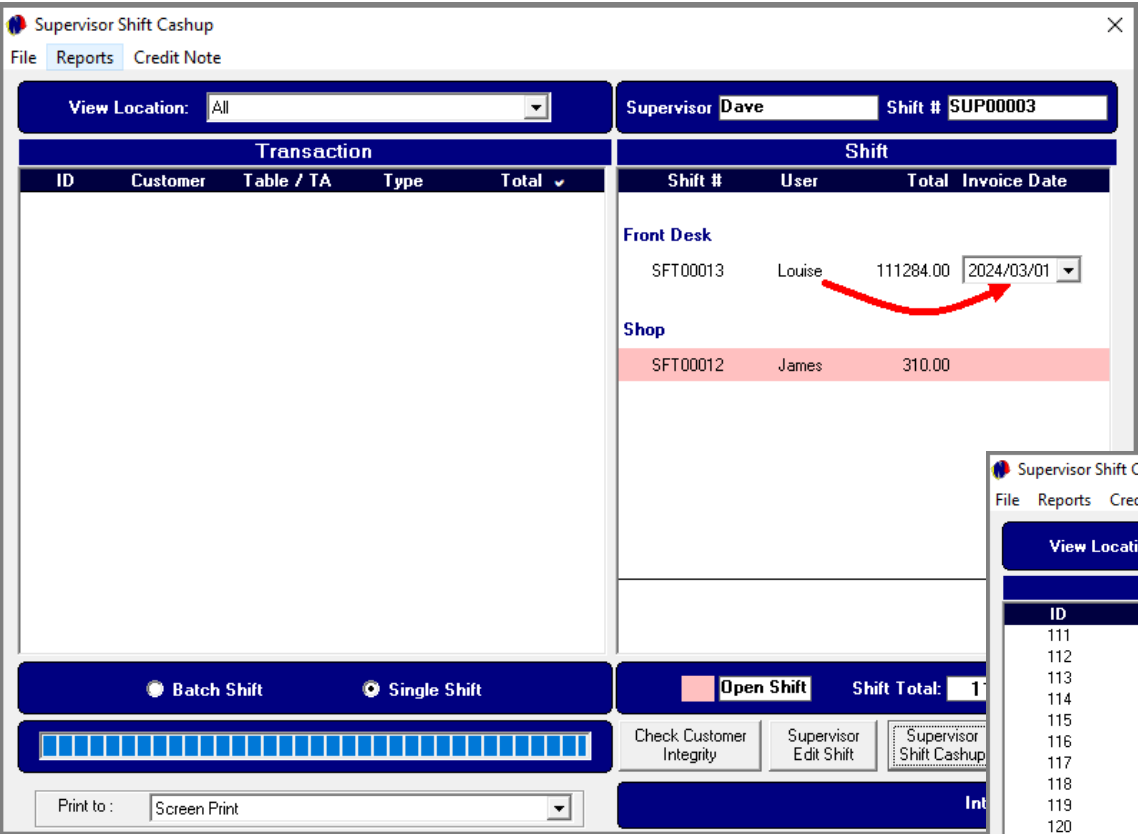 Supervisor Shift Cashup
File Reports Credit Note
View Location: All
Supervisor Dave Shift # SUP00003
Transaction
ID Customer Table / TA Type Total
Shift
Shift # User Total Invoice Date
Front Desk
SFT00013 Louise 111284.00 2024/03/01
Shop
SFT00012 James 310.00
Batch Shift Single Shift
Open Shift Shift Total:
Check Customer Integrity
Supervisor Edit Shift
Supervisor Shift Cashup
Print to : Screen Print
Supervisor Shift
File Reports
View
ID
111
112
113
114
115
116
117
118
119
120